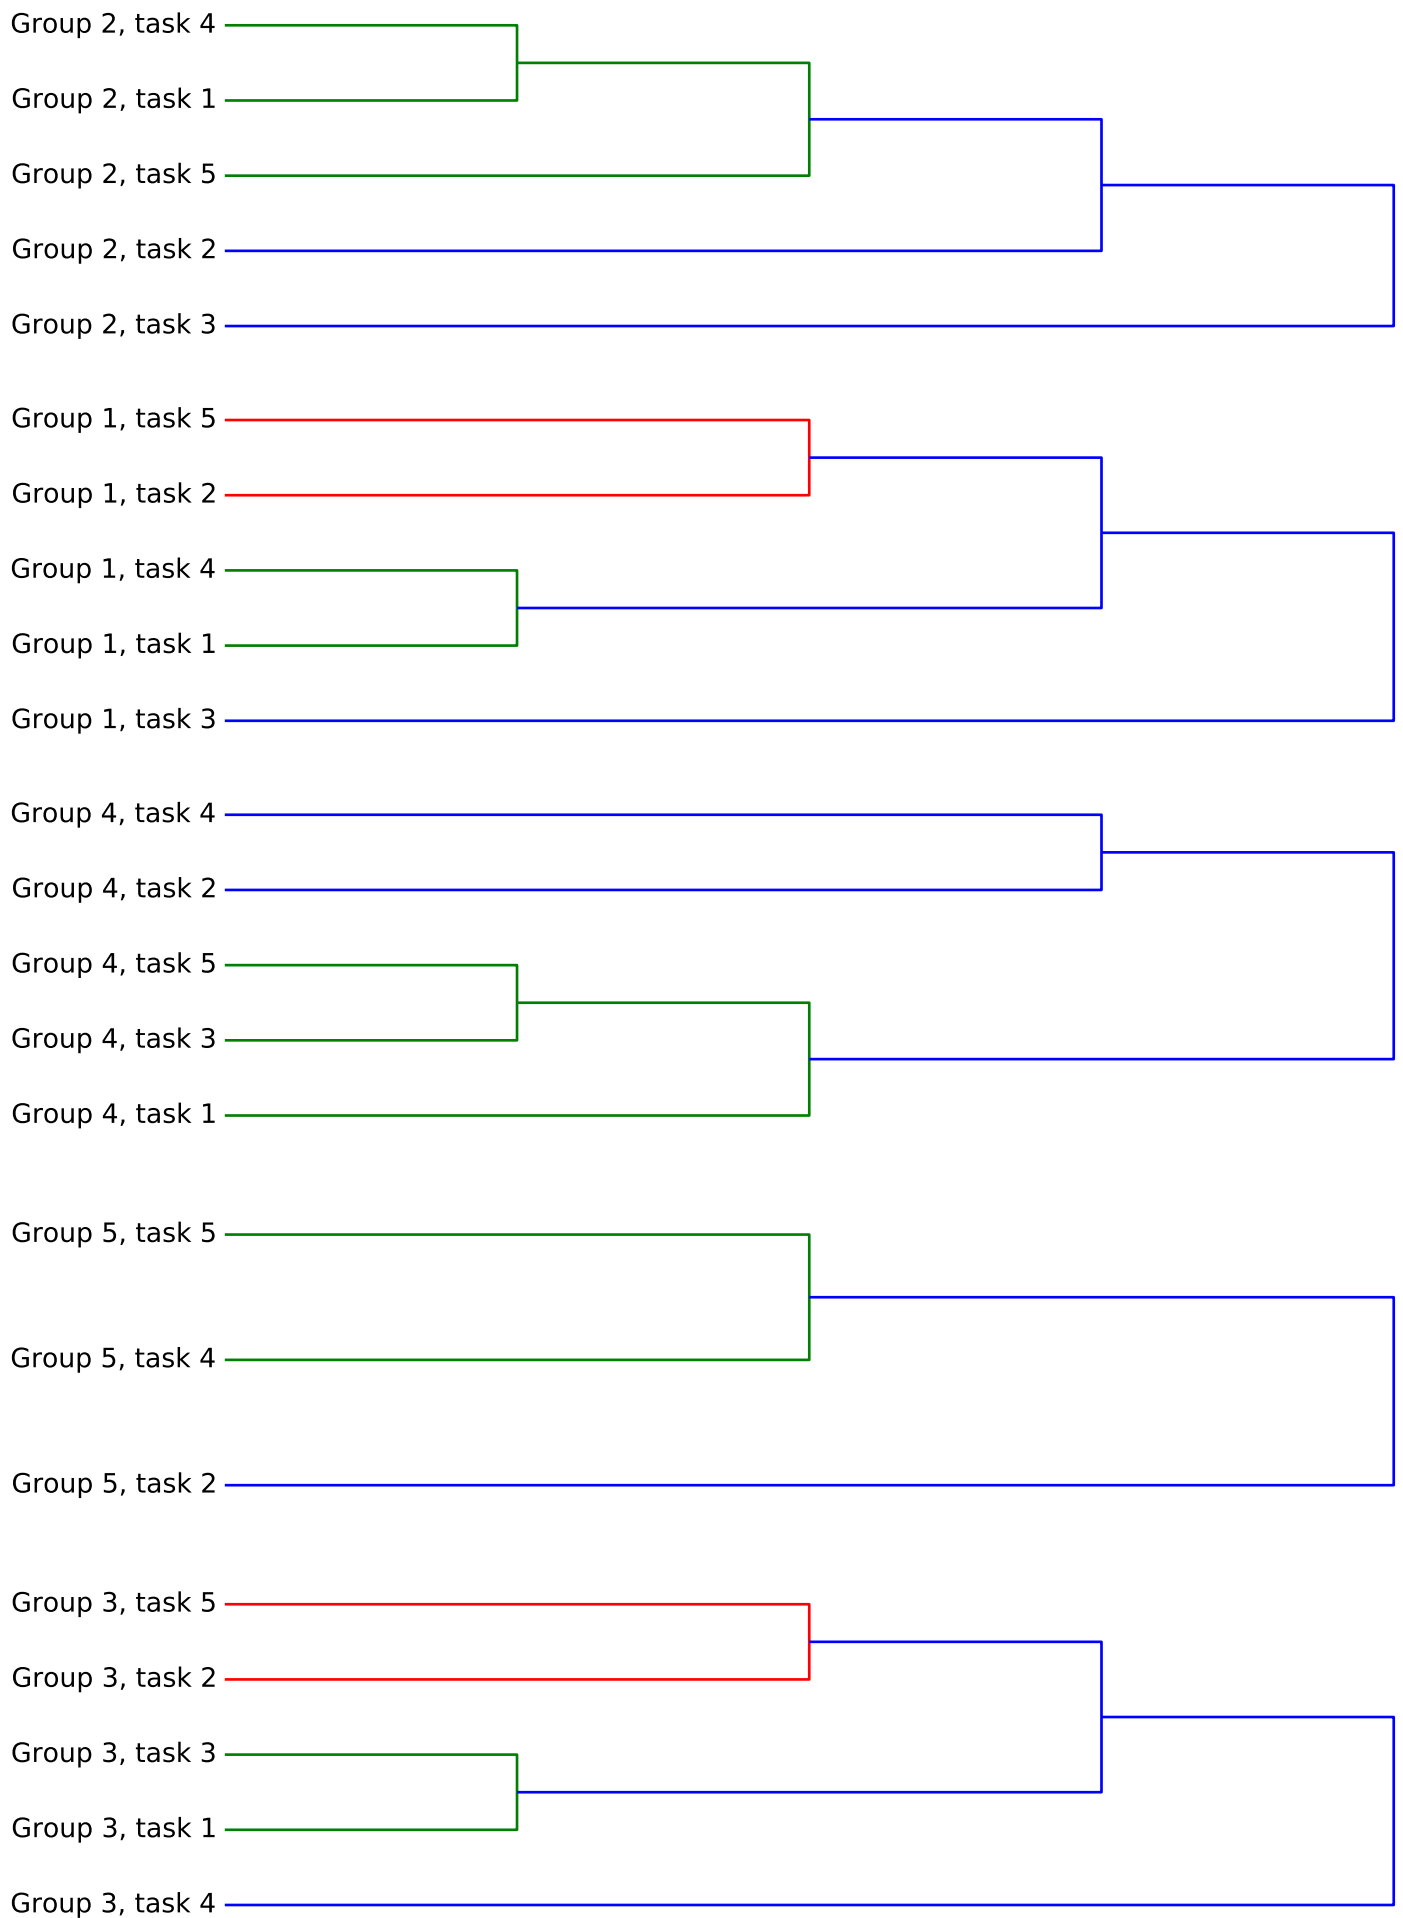 Group 2, task 4
Group 2, task 1
Group 2, task 5
Group 2, task 2
Group 2, task 3
Group 1, task 5
Group 1, task 2
Group 1, task 4
Group 1, task 1
Group 1, task 3
Group 4, task 4
Group 4, task 2
Group 4, task 5
Group 4, task 3
Group 4, task 1
Group 5, task 5
Group 5, task 4
Group 5, task 2
Group 3, task 5
Group 3, task 2
Group 3, task 3
Group 3, task 1
Group 3, task 4